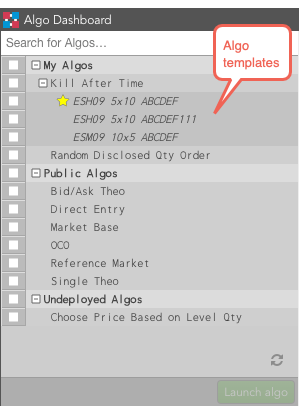 Algo Dashboard
Search for Algos...
Algo
templates
My Algos
Kill After Time
ESH09 5x10 ABCDEF
ESH09 5x10 ABCDEF111
ESM09 10x5 ABCDEF
Random Disclosed Qty Order
Public Algos
Bid/Ask Theo
Direct Entry
Market Base
OCO
Reference Market
Single Theo
Undeployed Algos
Choose Price Based on Level Qty
Launch algo